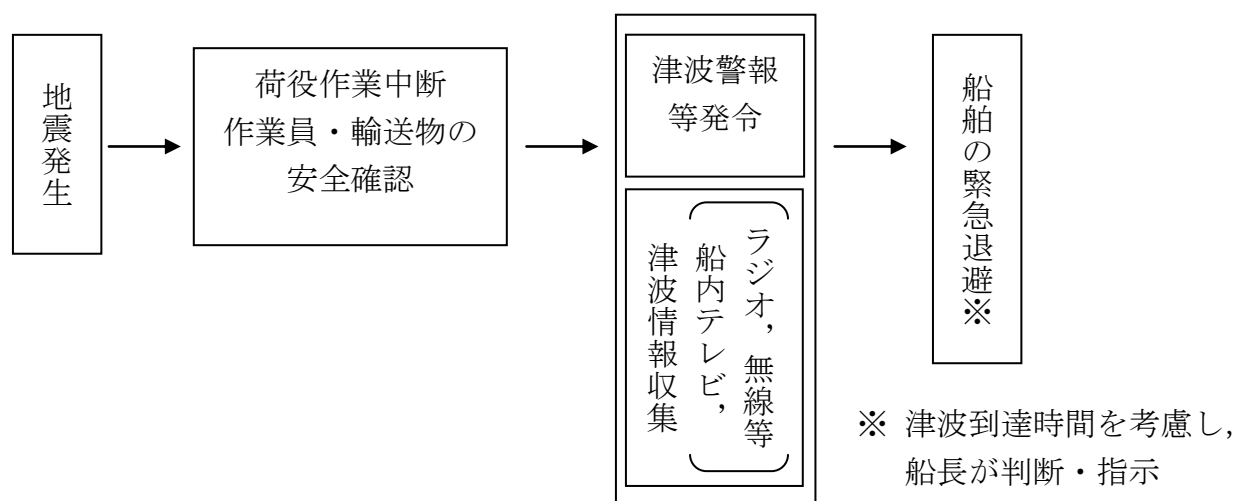 地震発生
荷役作業中断
作業員・輸送物の
安全確認
津波警報
等発令
ラジオ，無線等
船内テレビ，
津波情報収集
船舶の緊急退避※
※ 津波到達時間を考慮し，
船長が判断・指示